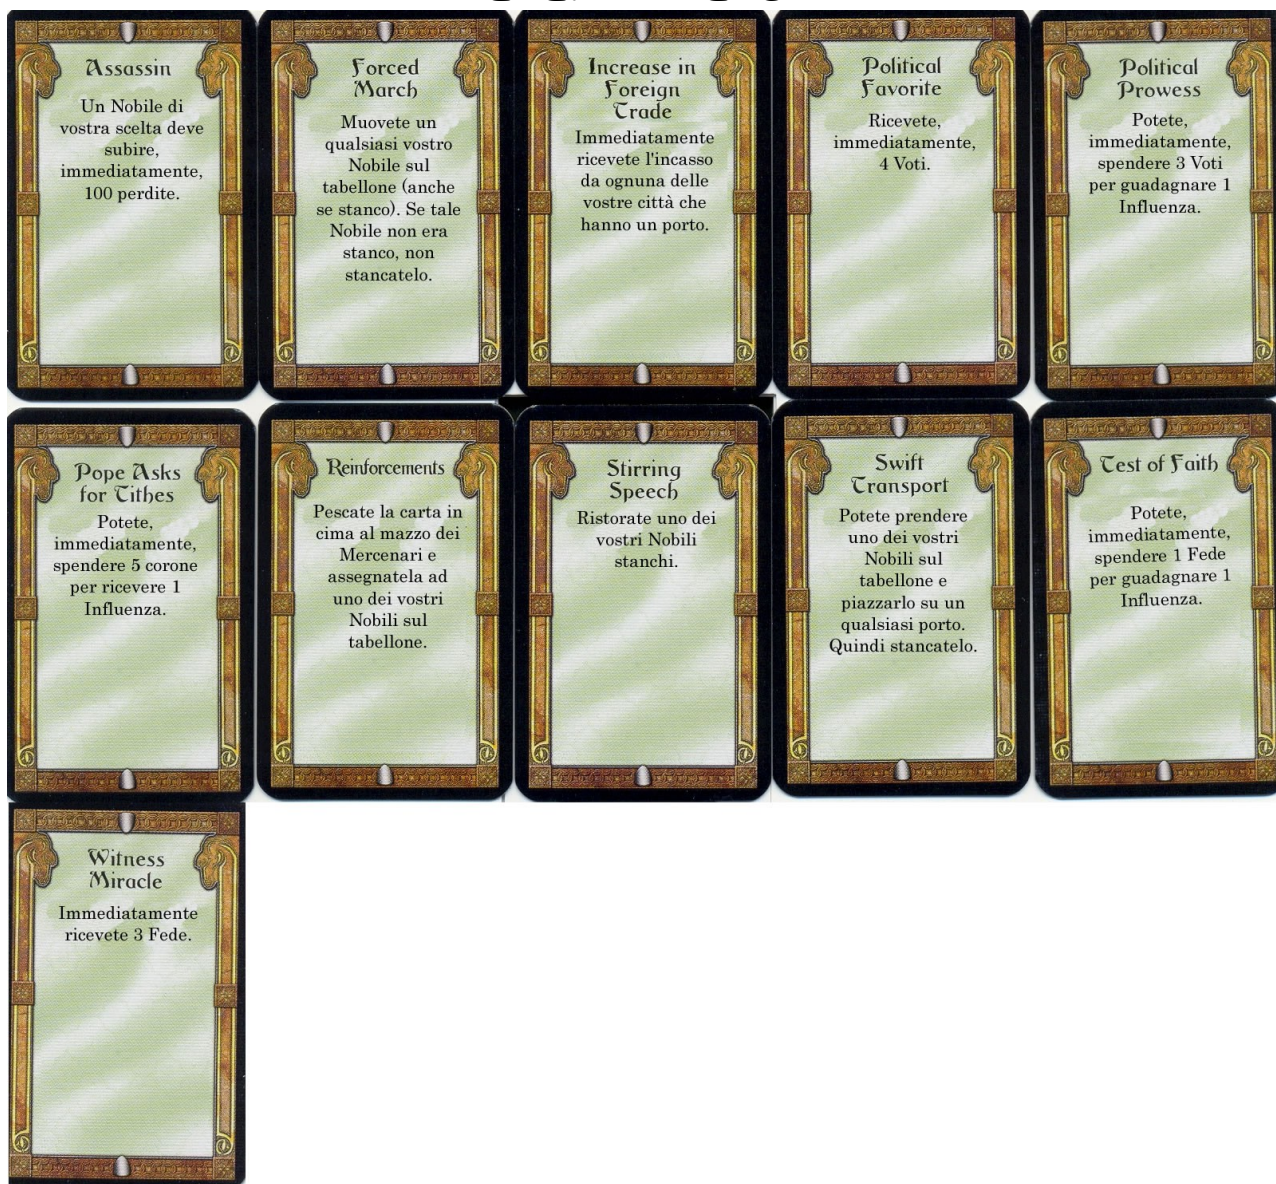 Assassin
Un Nobile di
vostra scelta deve
subire,
immediatamente,
100 perdite.
Forced
March
Muovete un
qualsiasi vostro
Nobile sul
tabellone (anche
se stanco). Se tale
Nobile non era
stanco, non
stancatelo.
Increase in
Foreign
Trade
Immediatamente
ricevete l'incasso
da ognuna delle
vostre città che
hanno un porto.
Political
Favorite
Ricevete,
immediatamente,
4 Voti.
Political
Prowess
Potete,
immediatamente,
spendere 3 Voti
per guadagnare 1
Influenza.
Pope Asks
for Tithes
Potete,
immediatamente,
spendere 5 corone
per ricevere 1
Influenza.
Reinforcements
Pescate la carta in
cima al mazzo dei
Mercenari e
assegnatela ad
uno dei vostri
Nobili sul
tabellone.
Stirring
Speech
Ristorate uno dei
vostri Nobili
stanchi.
Swift
Transport
Potete prendere
uno dei vostri
Nobili sul
tabellone e
piazzarlo su un
qualsiasi porto.
Quindi stancatelo.
Test of Faith
Potete,
immediatamente,
spendere 1 Fede
per guadagnare 1
Influenza.
Witness
Miracle
Immediatamente
ricevete 3 Fede.